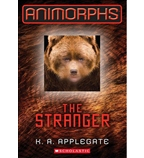 ANIMORPHS
THE STRANGER
K. A. APPLEGATE
SCHOLASTIC